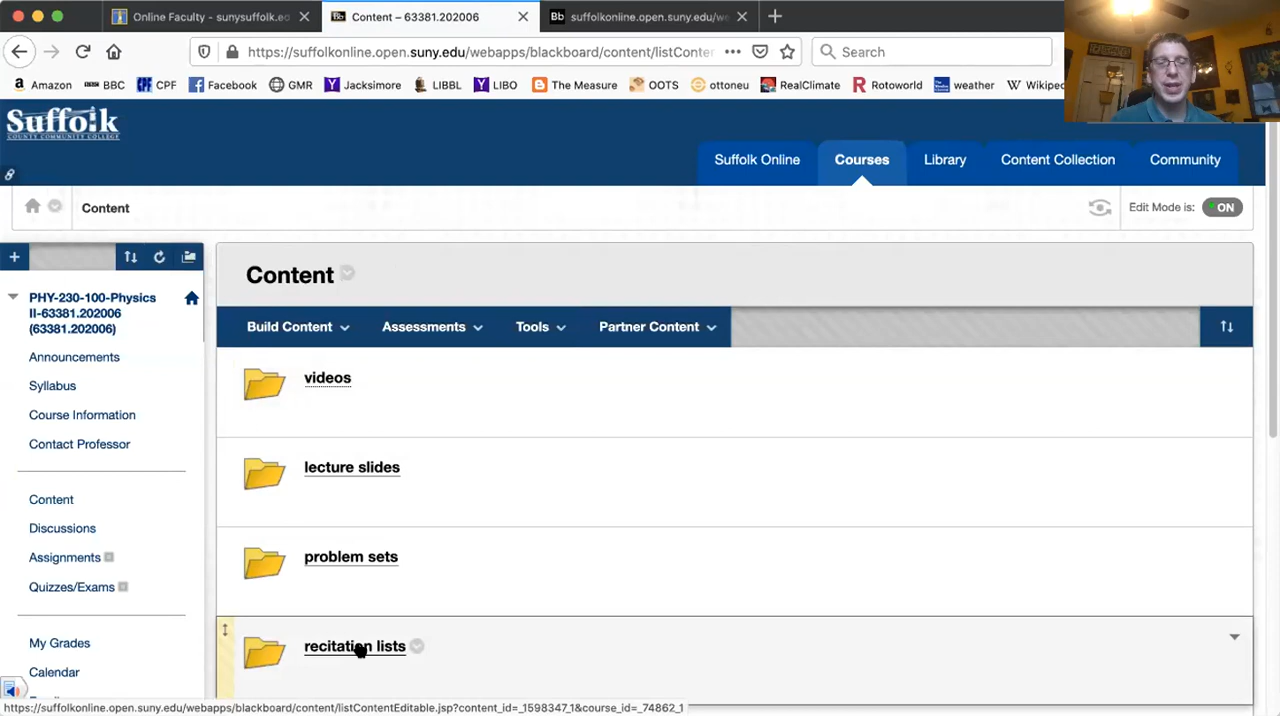 Online Faculty - sunysuffolk.ed
Content – 63381.202006
Bb suffolkonline.open.suny.edu/we
https://suffolkonline.open.suny.edu/webapps/blackboard/content/listConter
Search
Amazon
BBC
CPF
Facebook
GMR
Jacksimore
LIBBL
LIBO
The Measure
OOTS
ottoneu
RealClimate
Rotoworld
weather
Wikiped
Suffolk
COUNTY COMMUNITY COLLEGE
Suffolk Online
Courses
Library
Content Collection
Community
Content
Edit Mode is: ON
PHY-230-100-Physics
II-63381.202006
(63381.202006)
Announcements
Syllabus
Course Information
Contact Professor
Content
Discussions
Assignments
Quizzes/Exams
My Grades
Calendar
Content
Build Content
Assessments
Tools
Partner Content
videos
lecture slides
problem sets
recitation lists
https://suffolkonline.open.suny.edu/webapps/blackboard/content/listContentEditable.jsp?content_id=_1598347_1&course_id=_74862_1